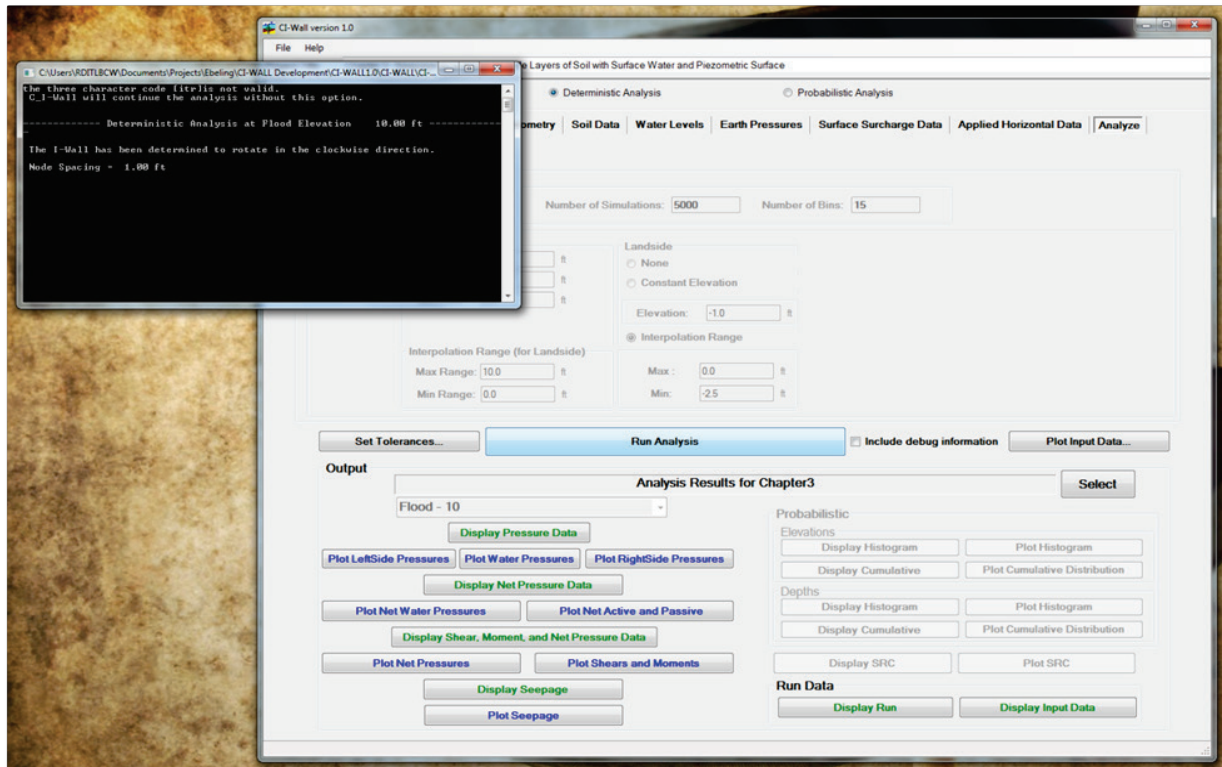 CI-Wall version 1.0
File Help
C:\Users\RDITLBCW\Documents\Projects\Ebeling\CI-WALL Development\CI-WALL1.0\CI-WALL\CI-...
the three character code [itr]is not valid.
C_I-Wall will continue the analysis without this option.
------------- Deterministic Analysis at Flood Elevation 10.00 ft -------------
The I-Wall has been determined to rotate in the clockwise direction.
Node Spacing = 1.00 ft
Layers of Soil with Surface Water and Piezometric Surface
Deterministic Analysis Probabilistic Analysis
ometry Soil Data Water Levels Earth Pressures Surface Surcharge Data Applied Horizontal Data Analyze
Number of Simulations: 5000 Number of Bins: 15
Landside
ft None
ft Constant Elevation
ft
Elevation: -1.0 ft
Interpolation Range
Interpolation Range (for Landside)
Max Range: 10.0 ft Max : 0.0 ft
Min Range: 0.0 ft Min: -2.5 ft
Set Tolerances... Run Analysis Include debug information Plot Input Data...
Output
Analysis Results for Chapter3 Select
Flood - 10
Display Pressure Data
Plot LeftSide Pressures Plot Water Pressures Plot RightSide Pressures
Display Net Pressure Data
Plot Net Water Pressures Plot Net Active and Passive
Display Shear, Moment, and Net Pressure Data
Plot Net Pressures Plot Shears and Moments
Display Seepage
Plot Seepage
Probabilistic
Elevations
Display Histogram Plot Histogram
Display Cumulative Plot Cumulative Distribution
Depths
Display Histogram Plot Histogram
Display Cumulative Plot Cumulative Distribution
Display SRC Plot SRC
Run Data
Display Run Display Input Data